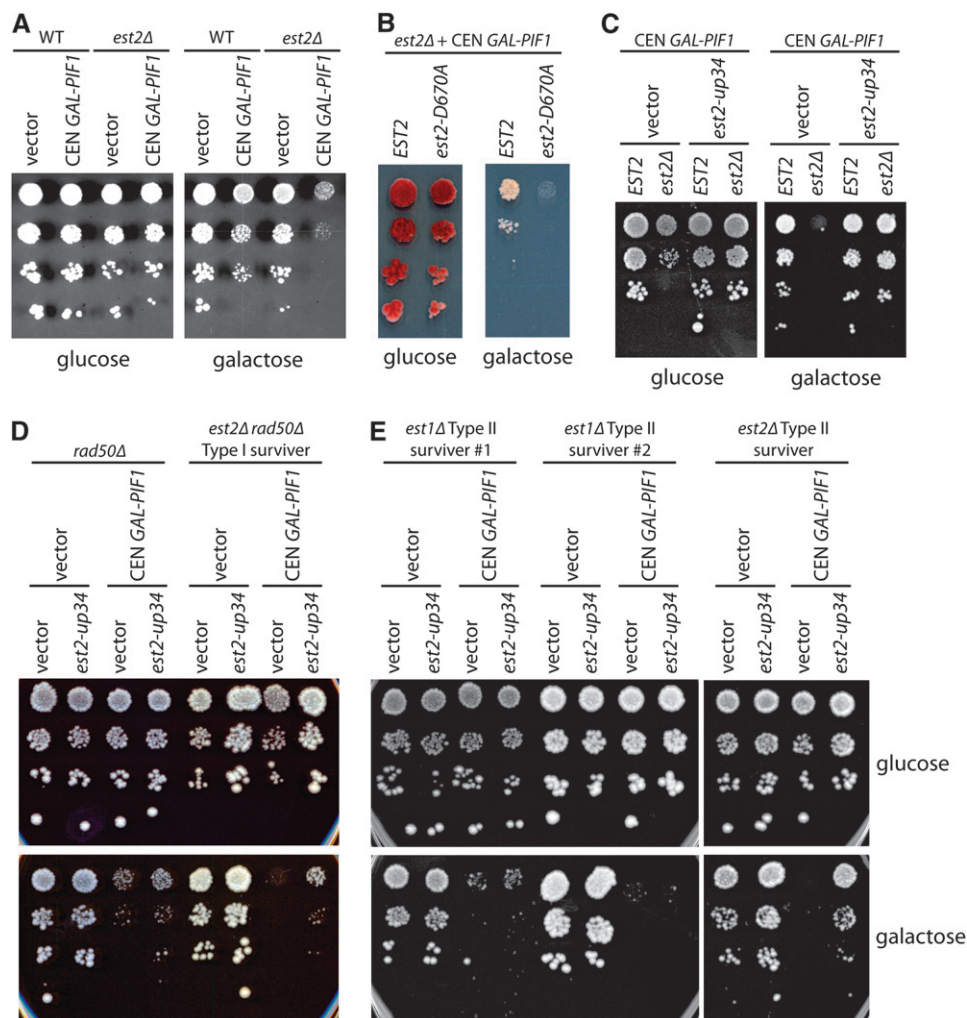 A
WT est2Δ WT est2Δ
vector
CEN GAL-PIF1
vector
CEN GAL-PIF1
vector
CEN GAL-PIF1
vector
CEN GAL-PIF1
glucose galactose
B
est2Δ + CEN GAL-PIF1
EST2
est2-D670A
EST2
est2-D670A
glucose galactose
C
CEN GAL-PIF1 CEN GAL-PIF1
vector
est2-up34
vector
est2-up34
EST2
est2Δ
EST2
est2Δ
EST2
est2Δ
EST2
est2Δ
glucose galactose
D
rad50Δ
est2Δ rad50Δ
Type I surviver
vector
CEN GAL-PIF1
vector
CEN GAL-PIF1
vector
est2-up34
vector
est2-up34
vector
est2-up34
vector
est2-up34
E
est1Δ Type II
surviver #1
est1Δ Type II
surviver #2
est2Δ Type II
surviver
vector
CEN GAL-PIF1
vector
CEN GAL-PIF1
vector
CEN GAL-PIF1
vector
est2-up34
vector
est2-up34
vector
est2-up34
vector
est2-up34
vector
est2-up34
vector
est2-up34
glucose
galactose